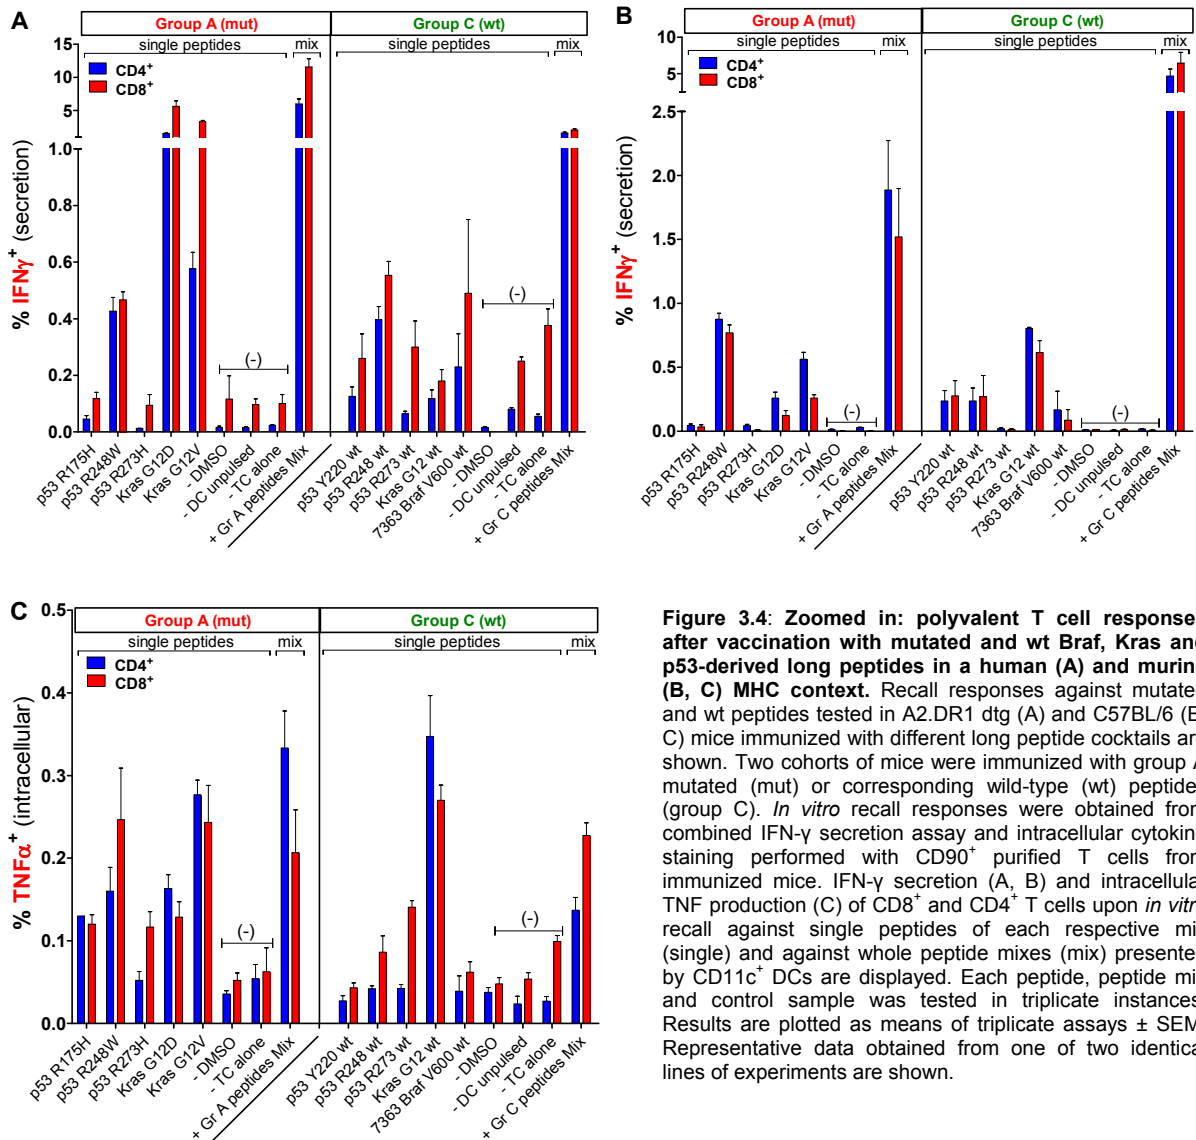 A
Group A (mut)
Group C (wt)
single peptides
mix
single peptides
mix
CD4+
CD8+
% IFNγ+ (secretion)
15
10
5
1.0
0.8
0.6
0.4
0.2
0.0
(-)
(-)
p53 R175H
p53 R248W
p53 R273H
Kras G12D
Kras G12V
- DMSO
- DC unpulsed
- TC alone
+ Gr A peptides Mix
p53 Y220 wt
p53 R248 wt
p53 R273 wt
Kras G12 wt
7363 Braf V600 wt
- DMSO
- DC unpulsed
- TC alone
+ Gr C peptides Mix
B
Group A (mut)
Group C (wt)
single peptides
mix
single peptides
mix
CD4+
CD8+
% IFNγ+ (secretion)
10
5
2.5
2.0
1.5
1.0
0.5
0.0
(-)
(-)
p53 R175H
p53 R248W
p53 R273H
Kras G12D
Kras G12V
- DMSO
- TC alone
+ Gr A peptides Mix
p53 Y220 wt
p53 R248 wt
p53 R273 wt
Kras G12 wt
7363 Braf V600 wt
- DMSO
- DC unpulsed
- TC alone
+ Gr C peptides Mix
C
Group A (mut)
Group C (wt)
single peptides
mix
single peptides
mix
CD4+
CD8+
% TNFα+ (intracellular)
0.5
0.4
0.3
0.2
0.1
0.0
(-)
(-)
p53 R175H
p53 R248W
p53 R273H
Kras G12D
Kras G12V
- DMSO
- TC alone
+ Gr A peptides Mix
p53 Y220 wt
p53 R248 wt
p53 R273 wt
Kras G12 wt
7363 Braf V600 wt
- DMSO
- DC unpulsed
- TC alone
+ Gr C peptides Mix
Figure 3.4: Zoomed in: polyvalent T cell response
after vaccination with mutated and wt Braf, Kras and
p53-derived long peptides in a human (A) and murin
(B, C) MHC context. Recall responses against mutate
and wt peptides tested in A2.DR1 dtg (A) and C57BL/6 (B
C) mice immunized with different long peptide cocktails ar
shown. Two cohorts of mice were immunized with group A
mutated (mut) or corresponding wild-type (wt) peptide
(group C). In vitro recall responses were obtained from
combined IFN-γ secretion assay and intracellular cytokin
staining performed with CD90+ purified T cells from
immunized mice. IFN-γ secretion (A, B) and intracellula
TNF production (C) of CD8+ and CD4+ T cells upon in vitr
recall against single peptides of each respective mi
(single) and against whole peptide mixes (mix) presente
by CD11c+ DCs are displayed. Each peptide, peptide mi
and control sample was tested in triplicate instances
Results are plotted as means of triplicate assays ± SEM
Representative data obtained from one of two identica
lines of experiments are shown.